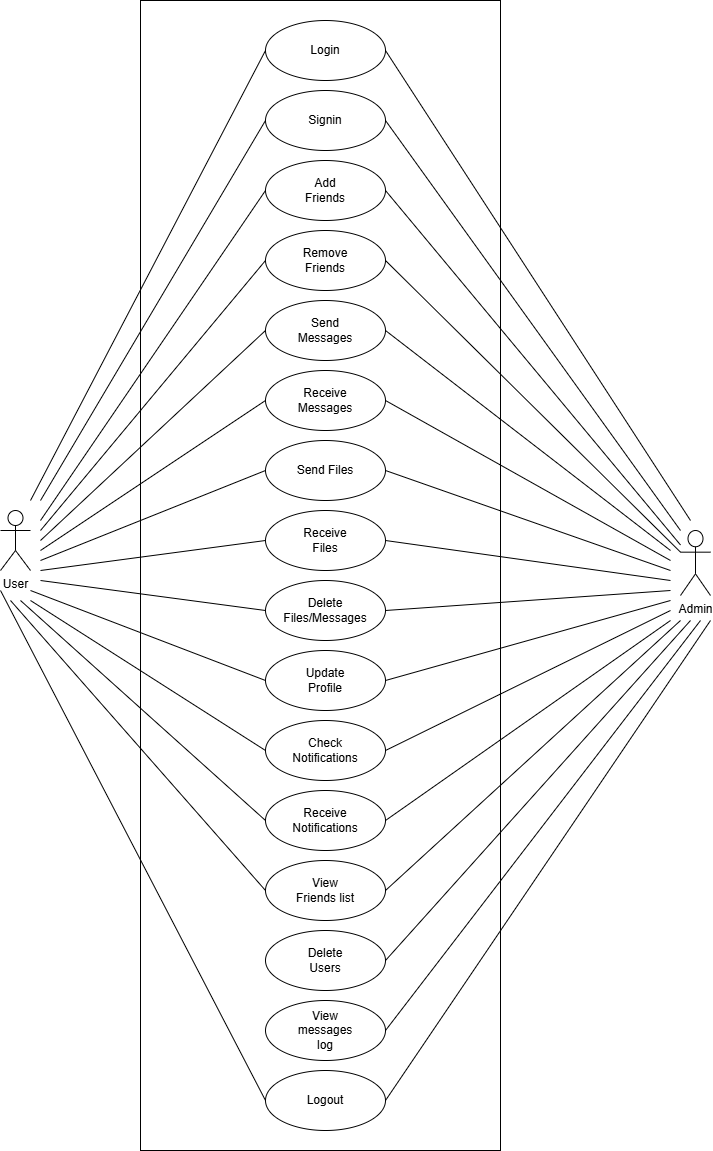 Login
Signin
Add
Friends
Remove
Friends
Send
Messages
Receive
Messages
Send Files
Receive
Files
User
Delete
Files/Messages
Admin
Update
Profile
Check
Notifications
Receive
Notifications
View
Friends list
Delete
Users
View
messages
log
Logout